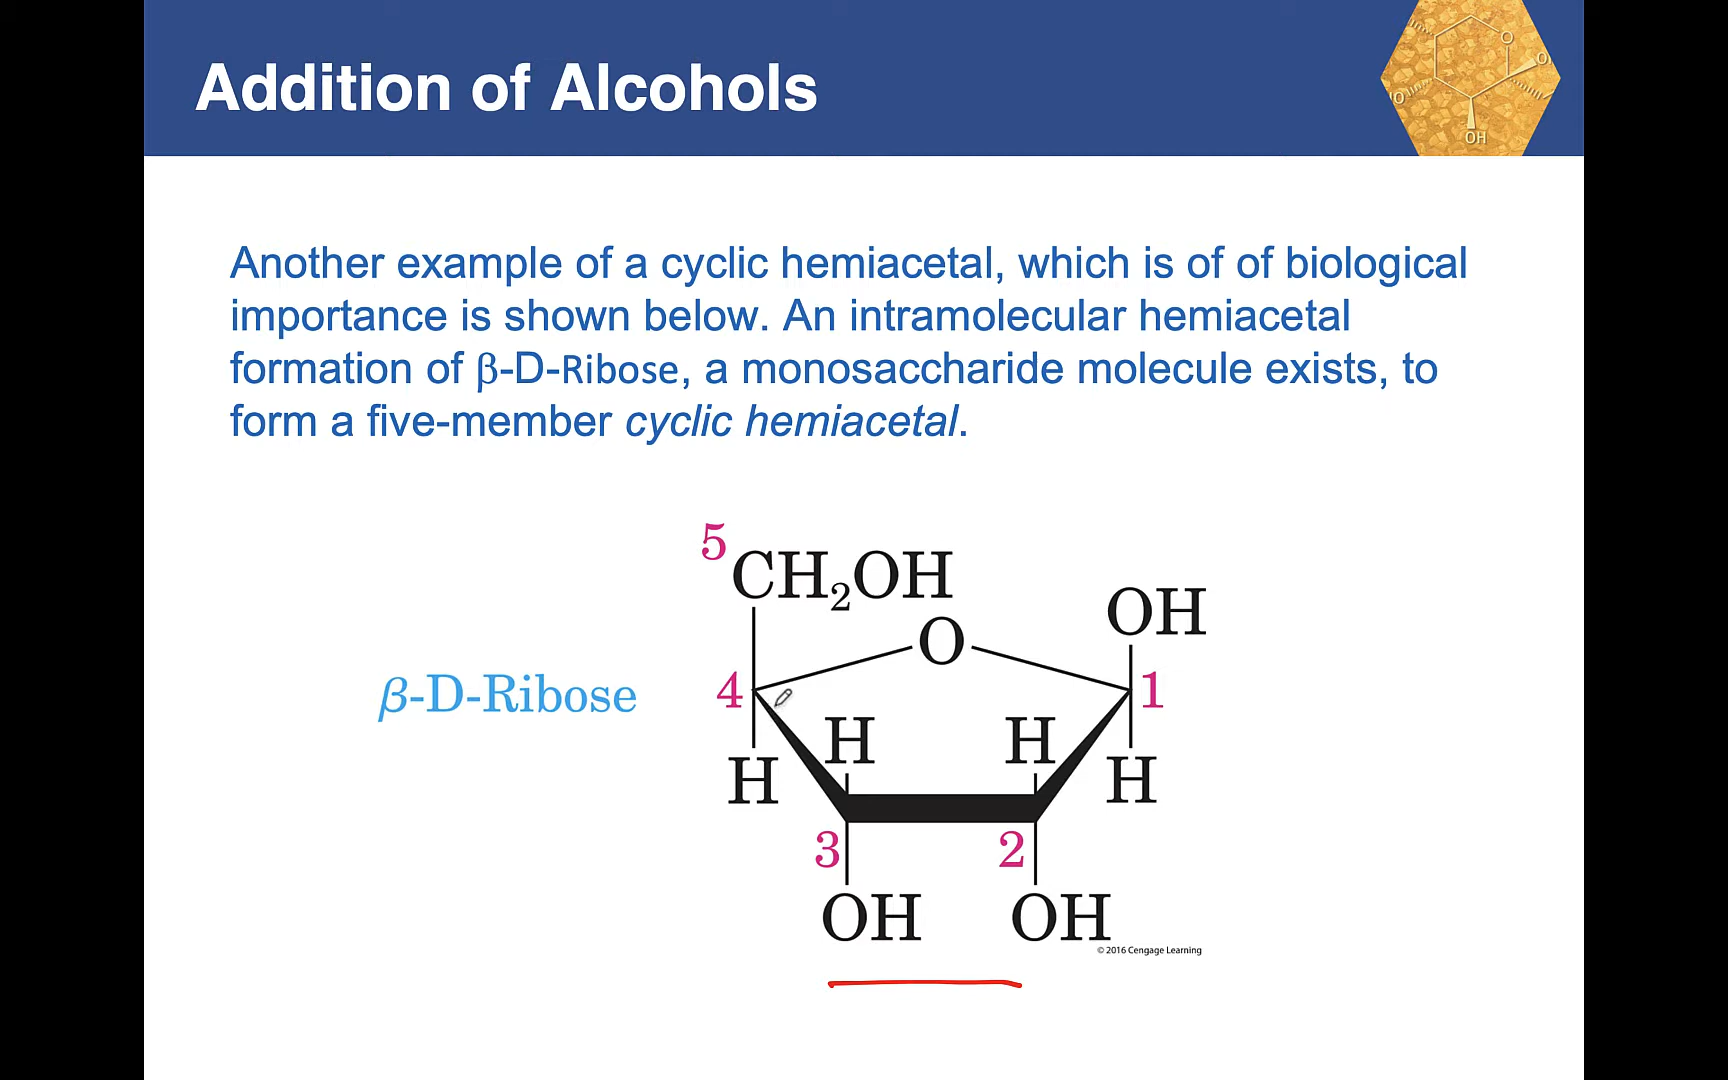 Addition of Alcohols
O
O
O
OH
Another example of a cyclic hemiacetal, which is of of biological
importance is shown below. An intramolecular hemiacetal
formation of β-D-Ribose, a monosaccharide molecule exists, to
form a five-member cyclic hemiacetal.
5
CH₂OH
OH
O
β-D-Ribose
4
1
H
H
H
H
3
2
OH
OH
© 2016 Cengage Learning